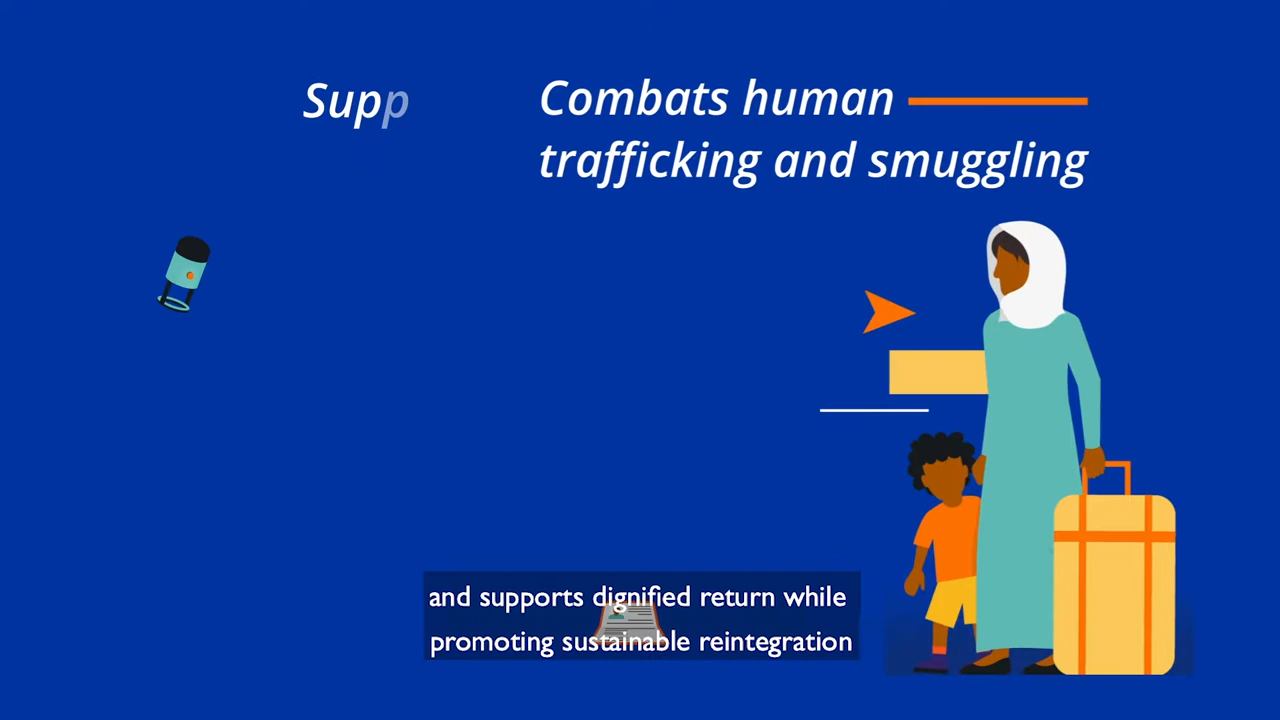 Supp
Combats human
trafficking and smuggling
and supports dignified return while
promoting sustainable reintegration